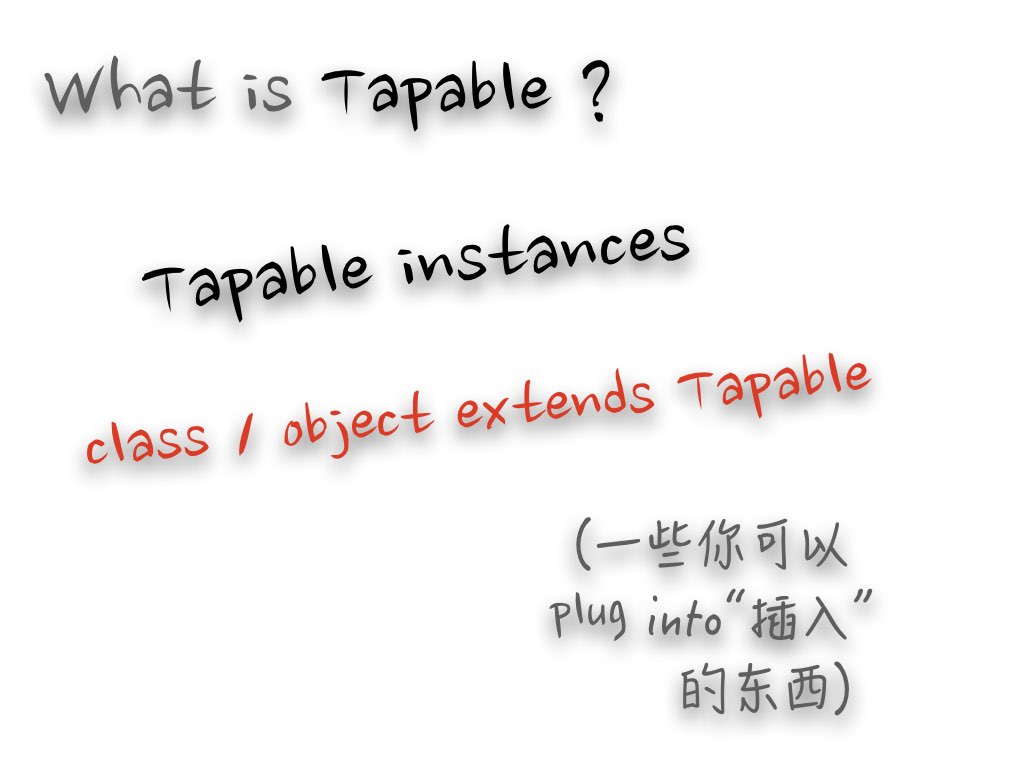 What is Tapable ?
Tapable instances
class / object extends Tapable
(一些你可以
plug into“插入”
的东西)